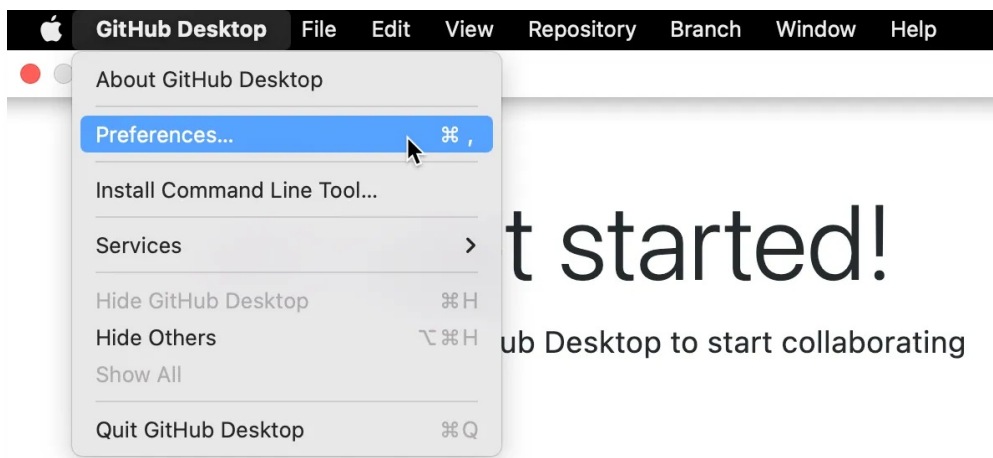 GitHub Desktop File Edit View Repository Branch Window Help
About GitHub Desktop
Preferences... ⌘ ,
Install Command Line Tool...
Services >
t started!
Hide GitHub Desktop ⌘H
Hide Others ⌥⌘H
ub Desktop to start collaborating
Show All
Quit GitHub Desktop ⌘Q